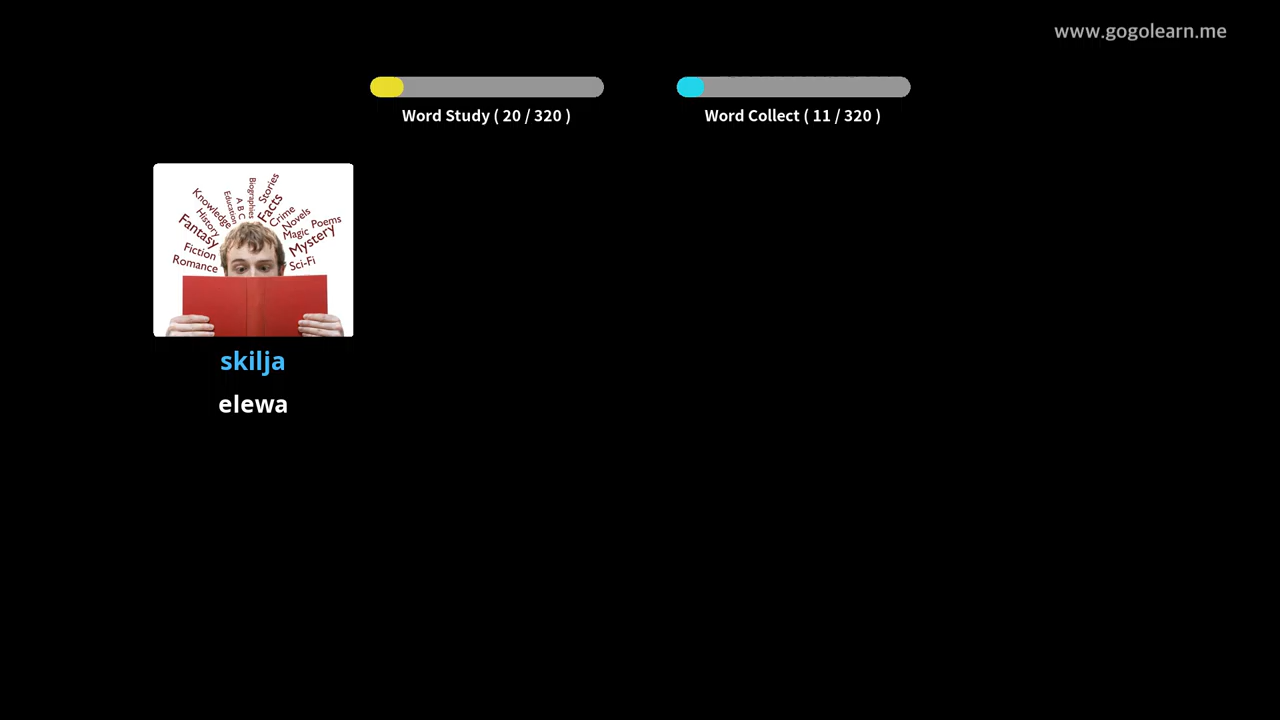 www.gogolearn.me
Word Study ( 20 / 320 )
Word Collect ( 11 / 320 )
Knowledge
History
Fantasy
Fiction
Romance
Education
A B C
Biographies
Stories
Facts
Crime
Novels
Magic
Poems
Mystery
Sci-Fi
skilja
elewa